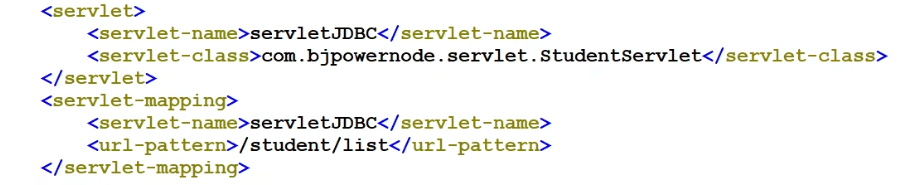 <servlet>
    <servlet-name>servletJDBC</servlet-name>
    <servlet-class>com.bjpowernode.servlet.StudentServlet</servlet-class>
</servlet>
<servlet-mapping>
    <servlet-name>servletJDBC</servlet-name>
    <url-pattern>/student/list</url-pattern>
</servlet-mapping>